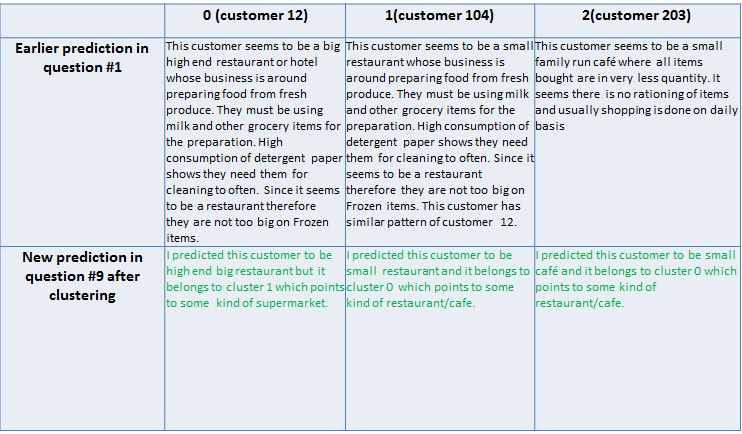 0 (customer 12)
1(customer 104)
2(customer 203)
Earlier prediction in
question #1
This customer seems to be a big
high end restaurant or hotel
whose business is around
preparing food from fresh
produce. They must be using
milk and other grocery items for
the preparation. High
consumption of detergent paper
shows they need them for
cleaning to often. Since it seems
to be a restaurant therefore
they are not too big on Frozen
items.
This customer seems to be a small
restaurant whose business is
around preparing food from fresh
produce. They must be using milk
and other grocery items for the
preparation. High consumption of
detergent paper shows they need
them for cleaning to often. Since it
seems to be a restaurant
therefore they are not too big on
Frozen items. This customer has
similar pattern of customer 12.
This customer seems to be a small
family run café where all items
bought are in very less quantity. It
seems there is no rationing of items
and usually shopping is done on daily
basis
New prediction in
question #9 after
clustering
I predicted this customer to be
high end big restaurant but it
belongs to cluster 1 which points
to some kind of supermarket.
I predicted this customer to be
small restaurant and it belongs to
cluster 0 which points to some
kind of restaurant/cafe.
I predicted this customer to be small
café and it belongs to cluster 0 which
points to some kind of
restaurant/cafe.